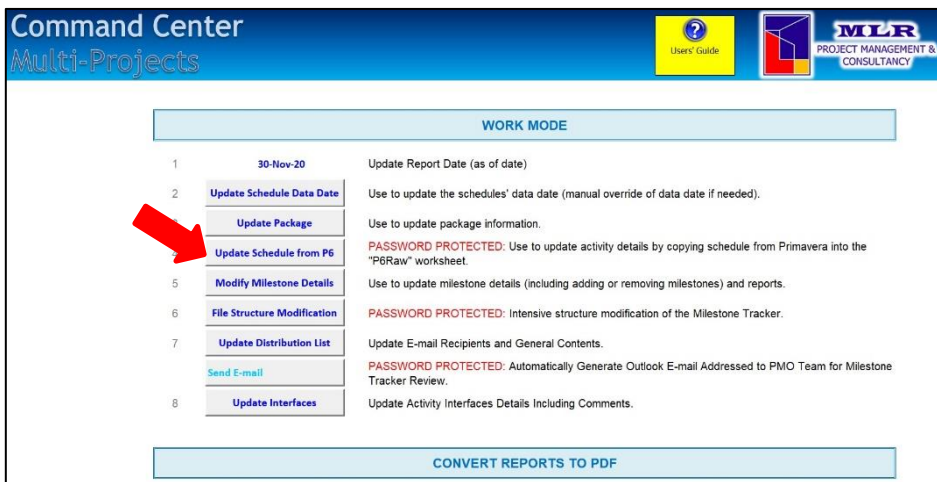 Command Center
Multi-Projects
?
Users' Guide
MLR
PROJECT MANAGEMENT &
CONSULTANCY
WORK MODE
1 30-Nov-20 Update Report Date (as of date)
2 Update Schedule Data Date Use to update the schedules' data date (manual override of data date if needed).
Update Package Use to update package information.
Update Schedule from P6 PASSWORD PROTECTED: Use to update activity details by copying schedule from Primavera into the
"P6Raw" worksheet.
5 Modify Milestone Details Use to update milestone details (including adding or removing milestones) and reports.
6 File Structure Modification PASSWORD PROTECTED: Intensive structure modification of the Milestone Tracker.
7 Update Distribution List Update E-mail Recipients and General Contents.
Send E-mail PASSWORD PROTECTED: Automatically Generate Outlook E-mail Addressed to PMO Team for Milestone
Tracker Review.
8 Update Interfaces Update Activity Interfaces Details Including Comments.
CONVERT REPORTS TO PDF